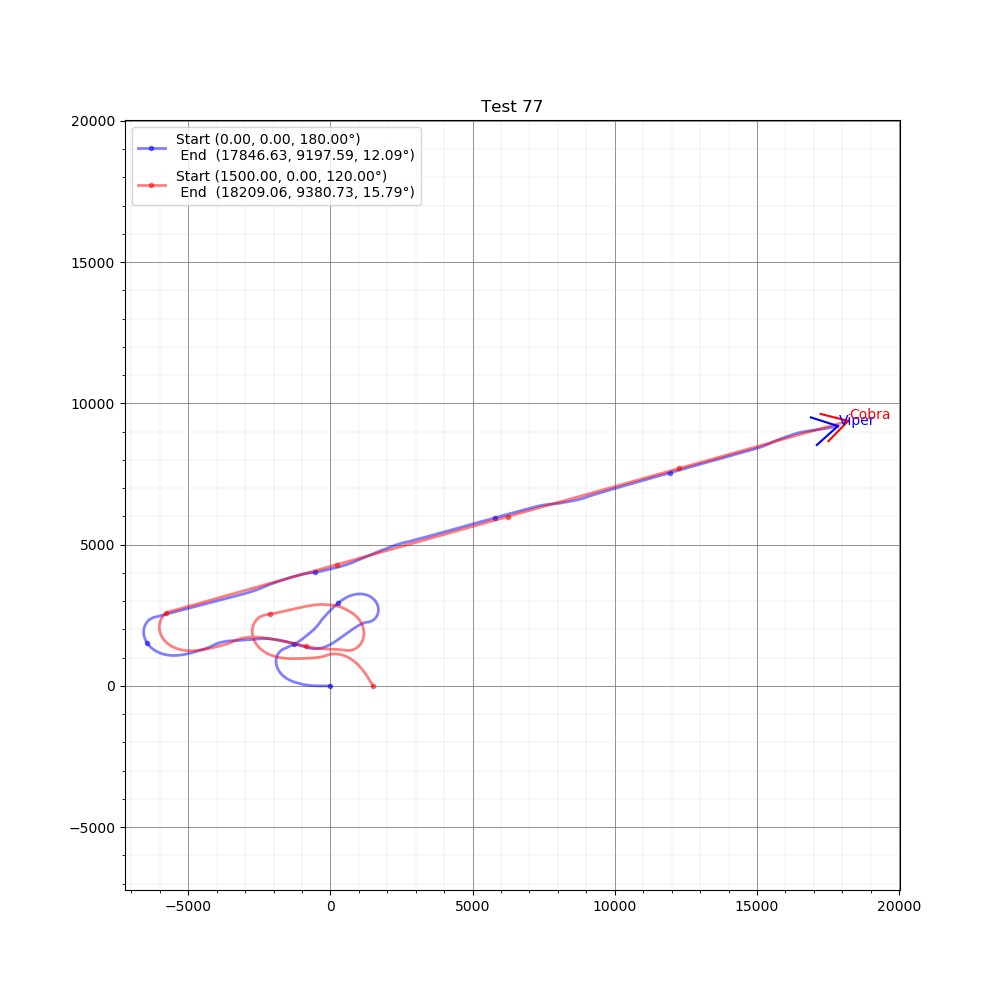 Test 77
20000
15000
10000
5000
0
−5000
Start (0.00, 0.00, 180.00°)
End (17846.63, 9197.59, 12.09°)
Start (1500.00, 0.00, 120.00°)
End (18209.06, 9380.73, 15.79°)
Cobra
Viper
−5000 0 5000 10000 15000 20000